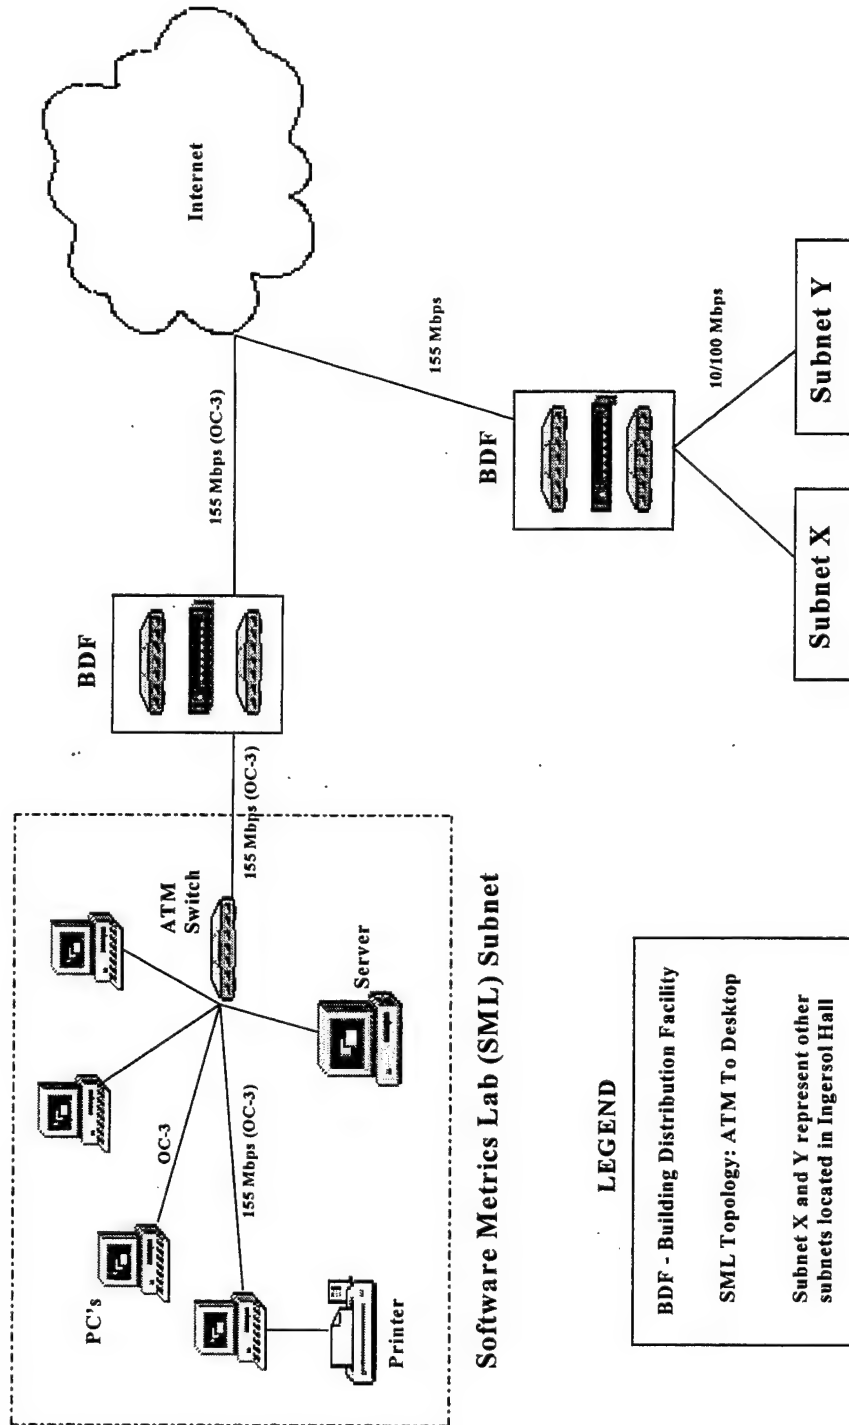 Internet
155 Mbps (OC-3)
155 Mbps
BDF
BDF
10/100 Mbps
Subnet X
Subnet Y
155 Mbps (OC-3)
ATM
Switch
Server
OC-3
155 Mbps (OC-3)
PC's
Printer
Software Metrics Lab (SML) Subnet
LEGEND
BDF - Building Distribution Facility
SML Topology: ATM To Desktop
Subnet X and Y represent other
subnets located in Ingersol Hall